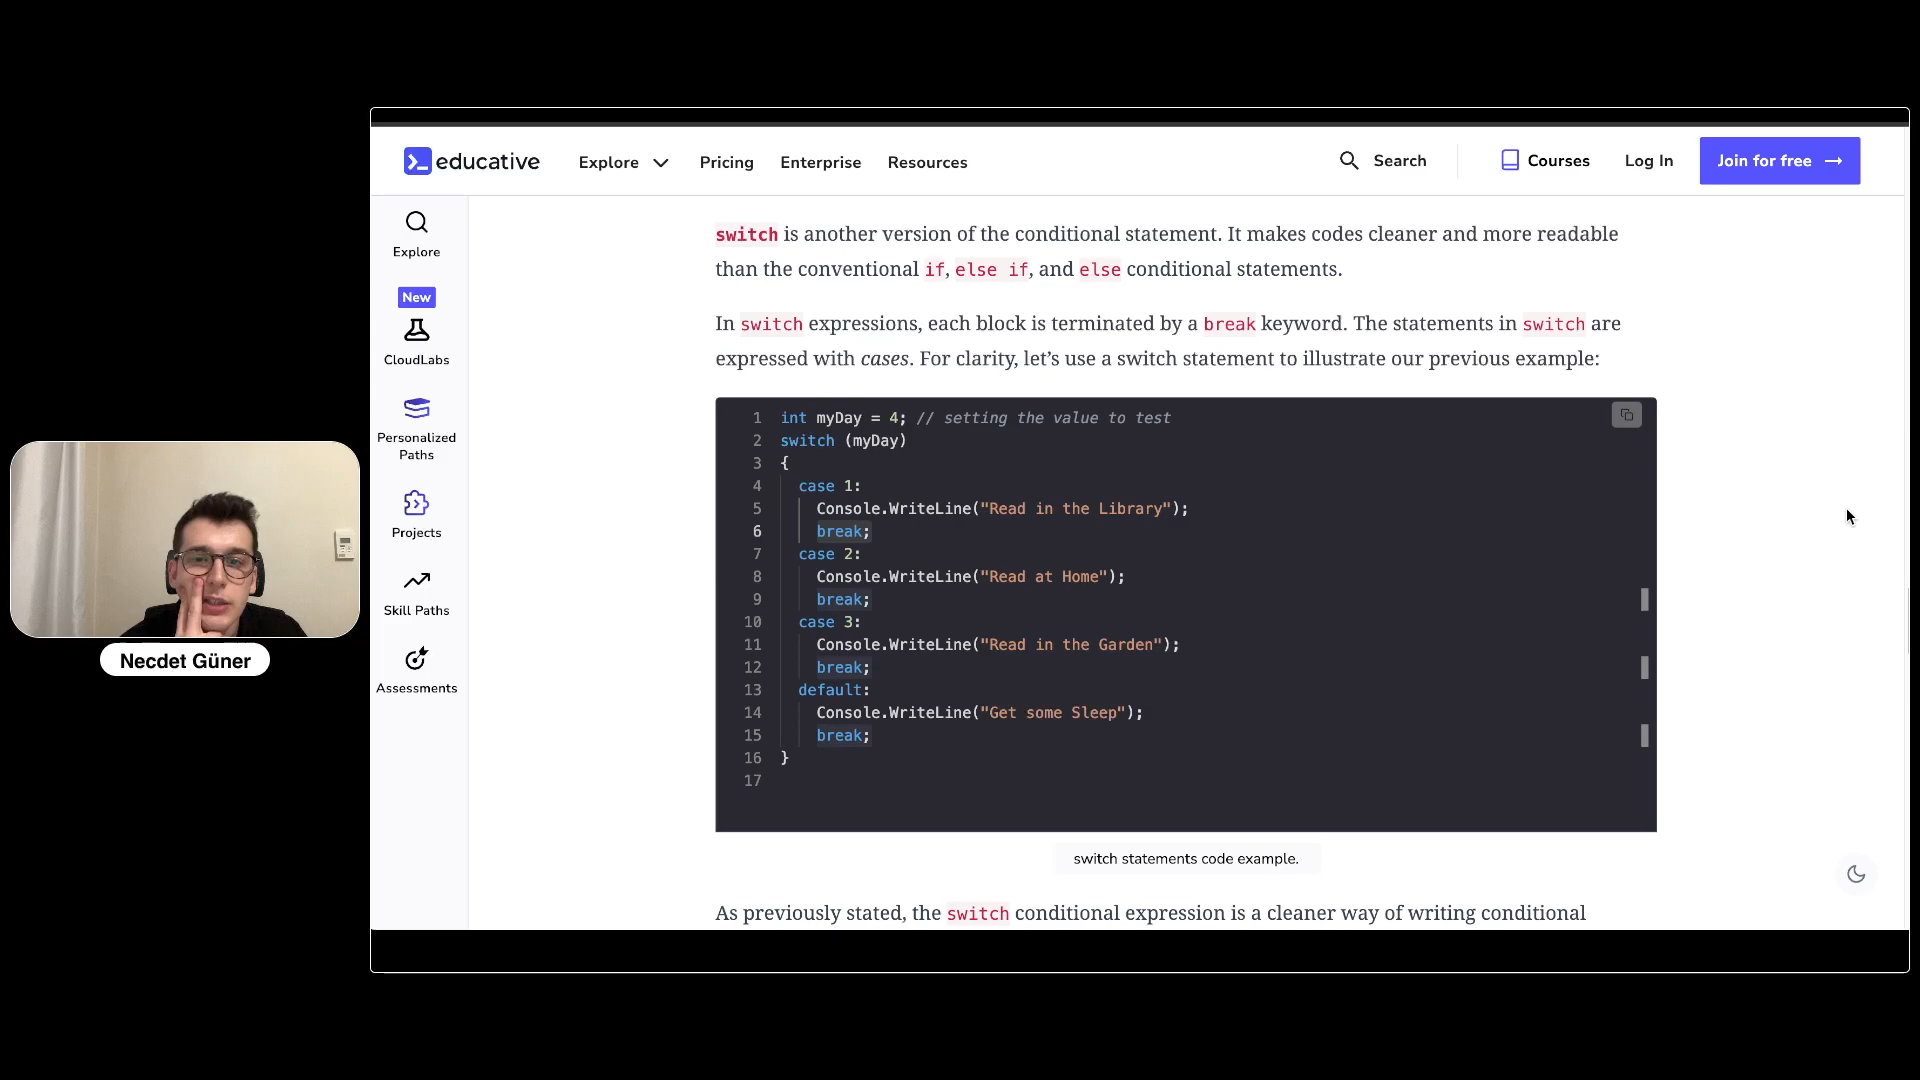 educative
Explore
Pricing
Enterprise
Resources
Search
Courses
Log In
Join for free
Explore
New
CloudLabs
Personalized
Paths
Projects
Skill Paths
Assessments
Necdet Güner
switch is another version of the conditional statement. It makes codes cleaner and more readable
than the conventional if, else if, and else conditional statements.
In switch expressions, each block is terminated by a break keyword. The statements in switch are
expressed with cases. For clarity, let’s use a switch statement to illustrate our previous example:
1 int myDay = 4; // setting the value to test
2 switch (myDay)
3 {
4 case 1:
5 Console.WriteLine("Read in the Library");
6 break;
7 case 2:
8 Console.WriteLine("Read at Home");
9 break;
10 case 3:
11 Console.WriteLine("Read in the Garden");
12 break;
13 default:
14 Console.WriteLine("Get some Sleep");
15 break;
16 }
17
switch statements code example.
As previously stated, the switch conditional expression is a cleaner way of writing conditional